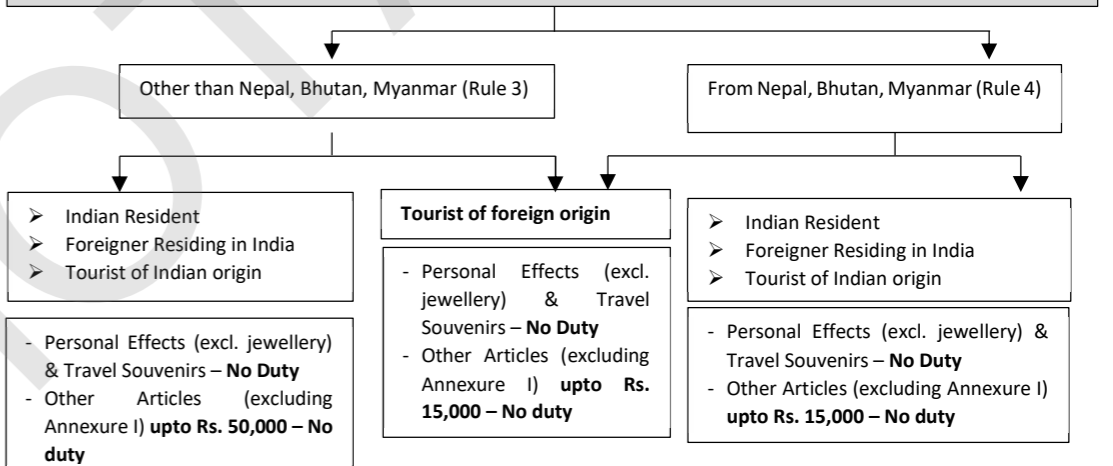 Other than Nepal, Bhutan, Myanmar (Rule 3)
From Nepal, Bhutan, Myanmar (Rule 4)
➢ Indian Resident
➢ Foreigner Residing in India
➢ Tourist of Indian origin
- Personal Effects (excl. jewellery)
& Travel Souvenirs – No Duty
- Other Articles (excluding
Annexure I) upto Rs. 50,000 – No
duty
Tourist of foreign origin
- Personal Effects (excl.
jewellery) & Travel
Souvenirs – No Duty
- Other Articles (excluding
Annexure I) upto Rs.
15,000 – No duty
➢ Indian Resident
➢ Foreigner Residing in India
➢ Tourist of Indian origin
- Personal Effects (excl. jewellery) &
Travel Souvenirs – No Duty
- Other Articles (excluding Annexure I)
upto Rs. 15,000 – No duty